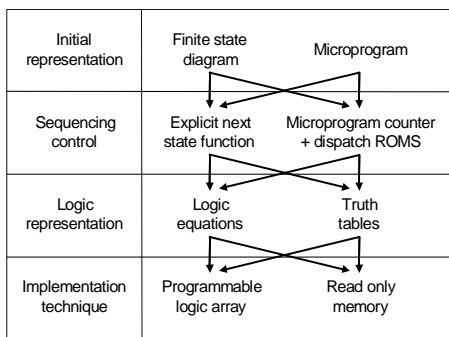 Initial
representation
Finite state
diagram
Microprogram
Sequencing
control
Explicit next
state function
Microprogram counter
+ dispatch ROMS
Logic
representation
Logic
equations
Truth
tables
Implementation
technique
Programmable
logic array
Read only
memory